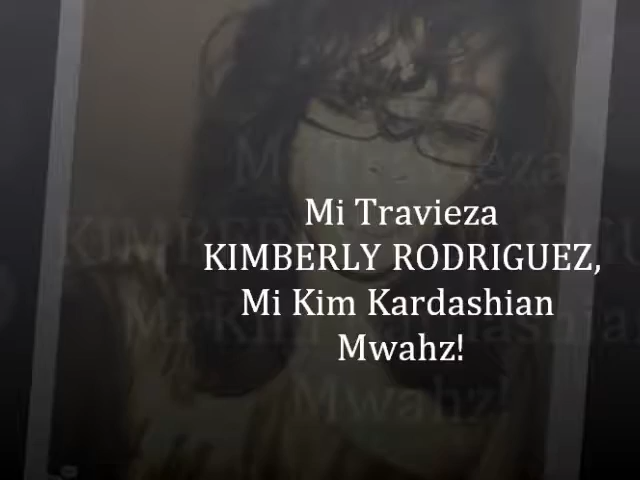 Mi Travieza
KIMBERLY RODRIGUEZ,
Mi Kim Kardashian
Mwahz!